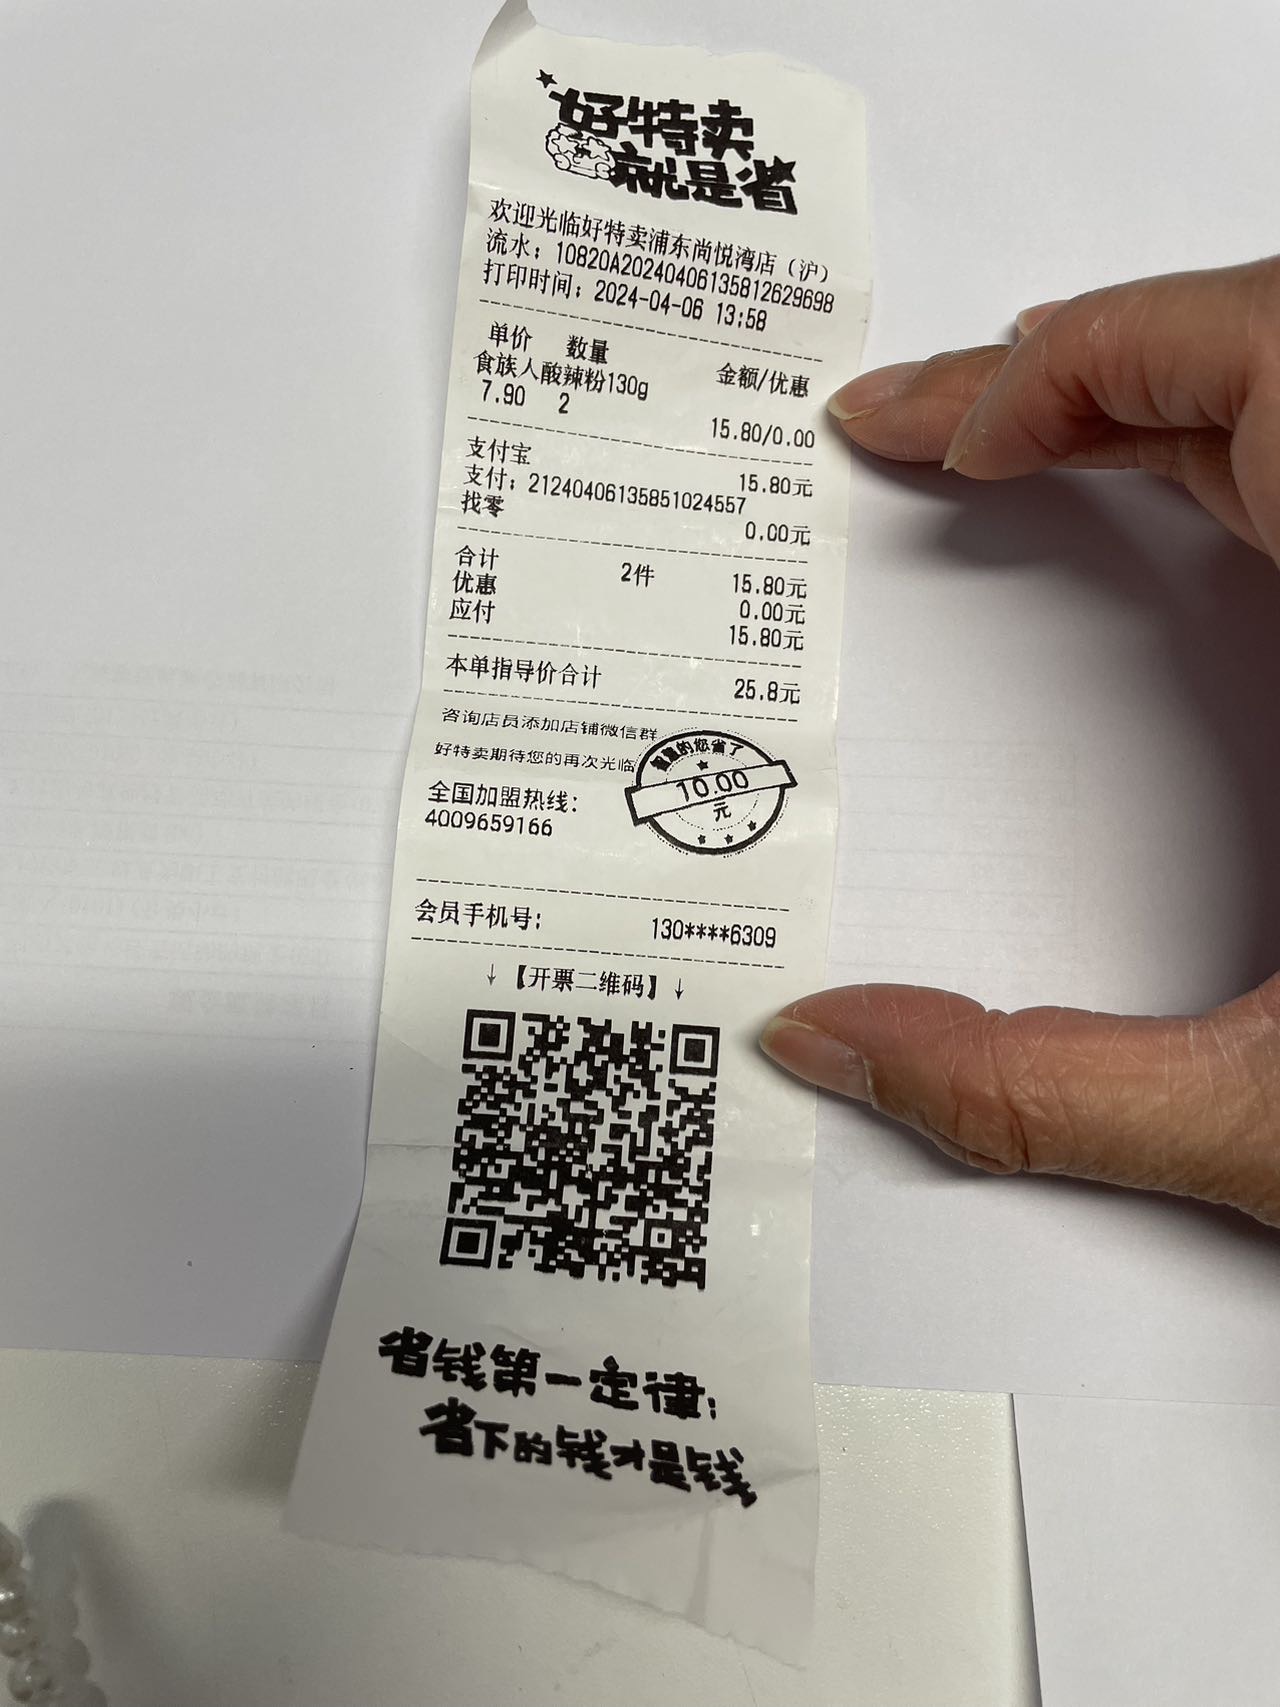 好特卖
就是省
欢迎光临好特卖浦东尚悦湾店（沪）
流水：10820A20240406135812629698
打印时间：2024-04-06 13:58
单价 数量 金额/优惠
食族人酸辣粉130g
7.90 2 15.80/0.00
支付宝 15.80元
支付：21240406135851024557
找零 0.00元
合计 2件 15.80元
优惠 0.00元
应付 15.80元
本单指导价合计 25.8元
咨询店员添加店铺微信群
好特卖期待您的再次光临
的您省了
10.00
元
全国加盟热线：
4009659166
会员手机号： 130****6309
↓【开票二维码】↓
省钱第一定律：
省下的钱才是钱